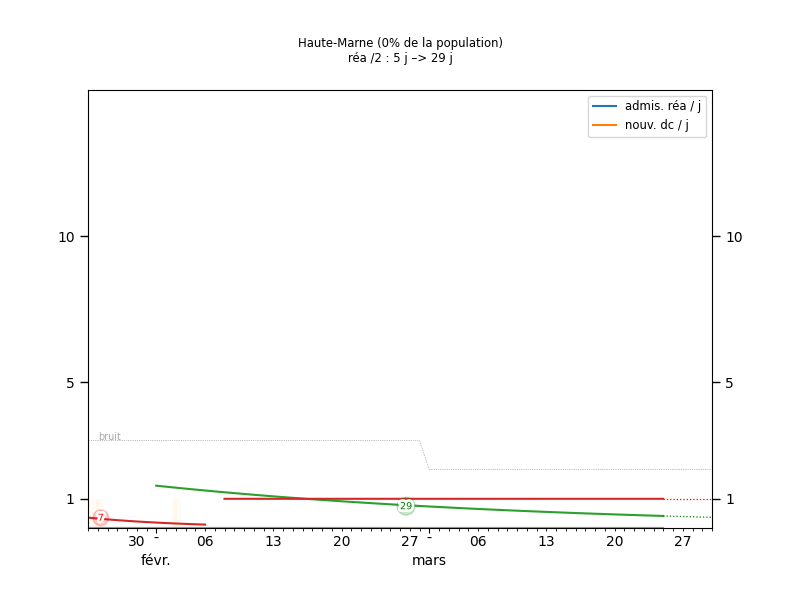 Haute-Marne (0% de la population)
réa /2 : 5 j –> 29 j
admis. réa / j
nouv. dc / j
10 10
5 5
bruit
1 1
29
7
30 - 06 13 20 27 - 06 13 20 27
févr. mars